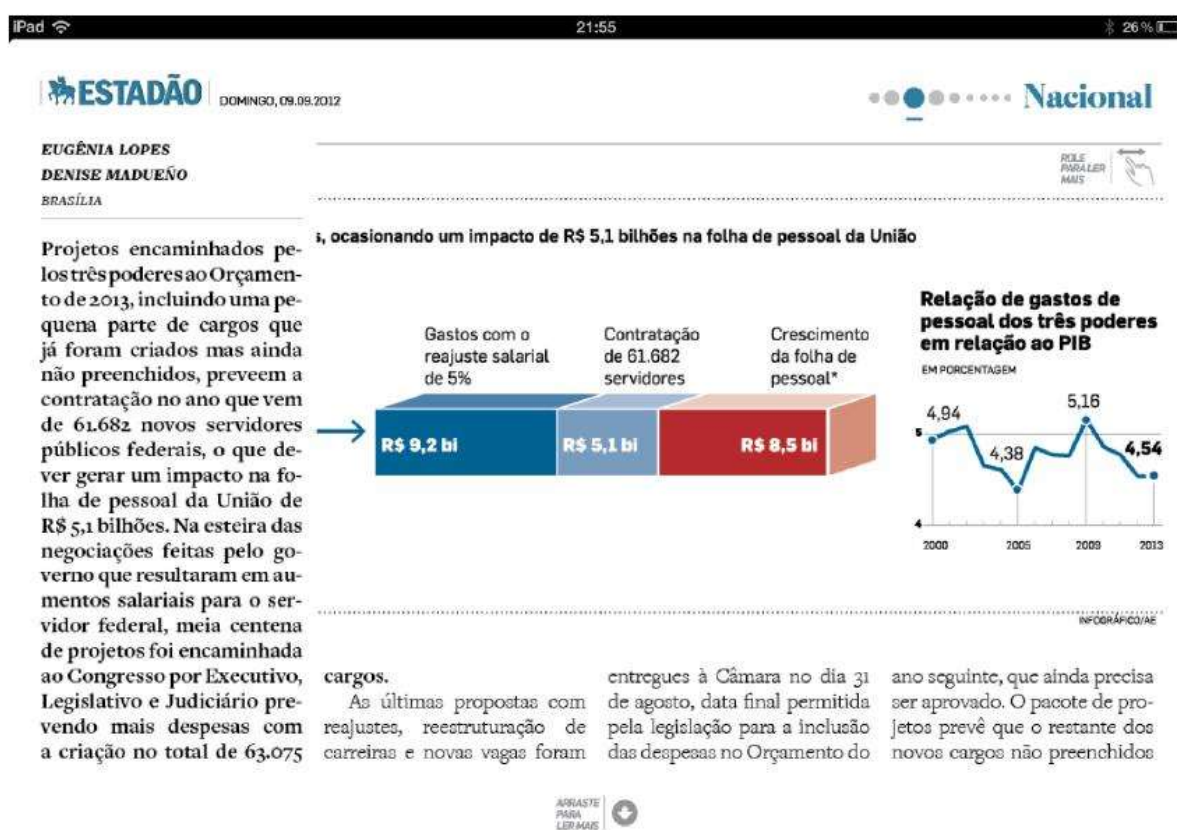 iPad 21:55 26 %
ESTADÃO DOMINGO, 09.09.2012 Nacional
EUGÊNIA LOPES
DENISE MADUEÑO
BRASÍLIA
ROLE
PARA LER
MAIS
Projetos encaminhados pe-
los três poderes ao Orçamen-
to de 2013, incluindo uma pe-
quena parte de cargos que
já foram criados mas ainda
não preenchidos, preveem a
contratação no ano que vem
de 61.682 novos servidores
públicos federais, o que de-
ver gerar um impacto na fo-
lha de pessoal da União de
R$ 5,1 bilhões. Na esteira das
negociações feitas pelo go-
verno que resultaram em au-
mentos salariais para o ser-
vidor federal, meia centena
de projetos foi encaminhada
ao Congresso por Executivo,
Legislativo e Judiciário pre-
vendo mais despesas com
a criação no total de 63.075
s, ocasionando um impacto de R$ 5,1 bilhões na folha de pessoal da União
Gastos com o
reajuste salarial
de 5%
Contratação
de 61.682
servidores
Crescimento
da folha de
pessoal*
R$ 9,2 bi
R$ 5,1 bi
R$ 8,5 bi
Relação de gastos de
pessoal dos três poderes
em relação ao PIB
EM PORCENTAGEM
5,16
4,94
5
4,38
4,54
4
2000 2005 2009 2013
INFOGRÁFICO/AE
cargos.
As últimas propostas com
reajustes, reestruturação de
carreiras e novas vagas foram
entregues à Câmara no dia 31
de agosto, data final permitida
pela legislação para a inclusão
das despesas no Orçamento do
ano seguinte, que ainda precisa
ser aprovado. O pacote de pro-
jetos prevê que o restante dos
novos cargos não preenchidos
ARRASTE
PARA
LER MAIS